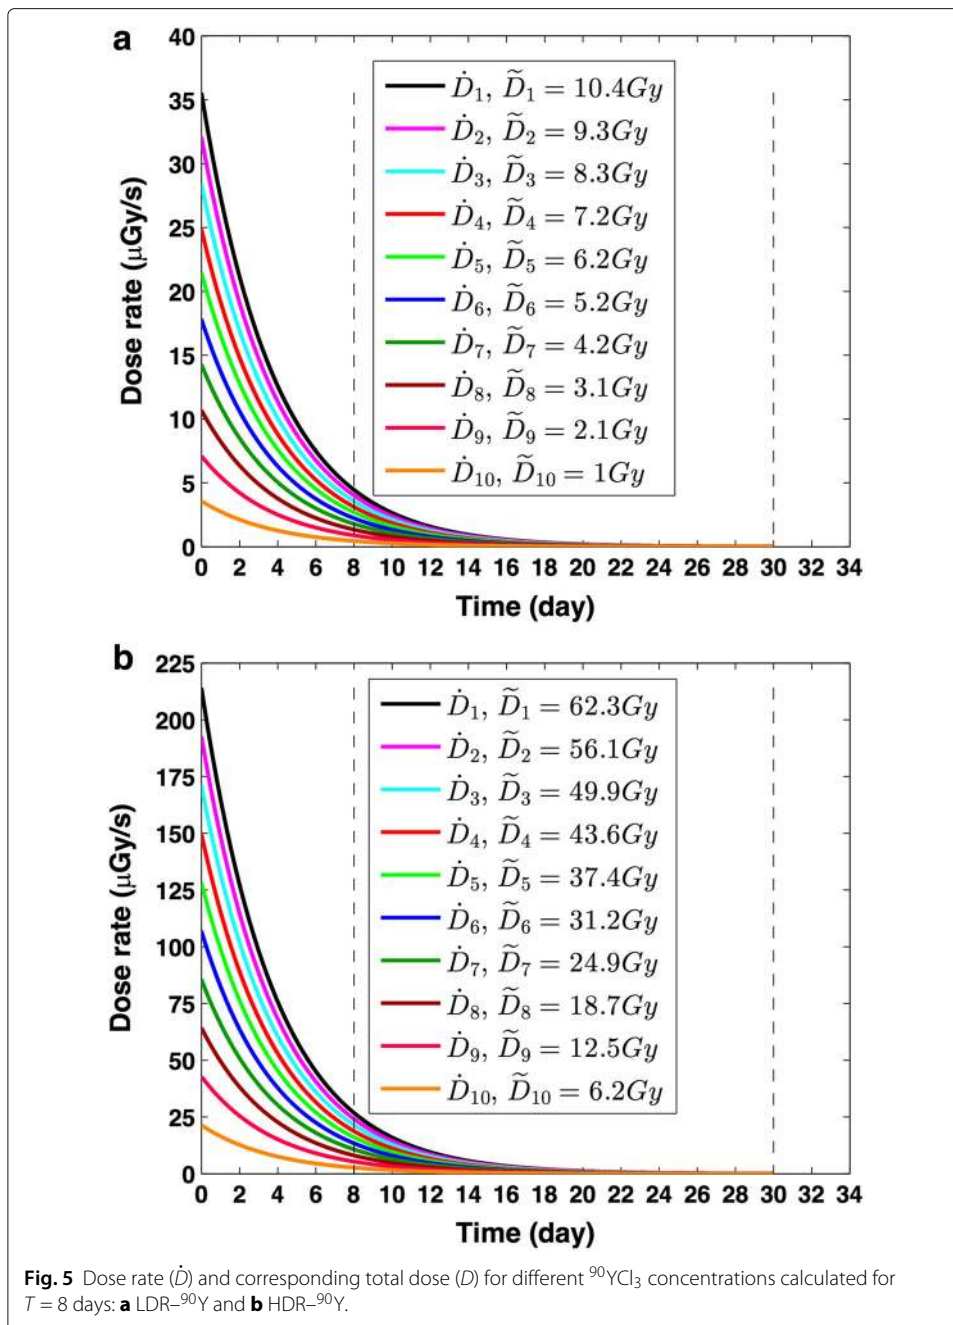 a
40
35
30
25
20
15
10
5
0
Dose rate (μGy/s)
Ḋ₁, D̃₁ = 10.4Gy
Ḋ₂, D̃₂ = 9.3Gy
Ḋ₃, D̃₃ = 8.3Gy
Ḋ₄, D̃₄ = 7.2Gy
Ḋ₅, D̃₅ = 6.2Gy
Ḋ₆, D̃₆ = 5.2Gy
Ḋ₇, D̃₇ = 4.2Gy
Ḋ₈, D̃₈ = 3.1Gy
Ḋ₉, D̃₉ = 2.1Gy
Ḋ₁₀, D̃₁₀ = 1Gy
0 2 4 6 8 10 12 14 16 18 20 22 24 26 28 30 32 34
Time (day)
b
225
200
175
150
125
100
75
50
25
0
Dose rate (μGy/s)
Ḋ₁, D̃₁ = 62.3Gy
Ḋ₂, D̃₂ = 56.1Gy
Ḋ₃, D̃₃ = 49.9Gy
Ḋ₄, D̃₄ = 43.6Gy
Ḋ₅, D̃₅ = 37.4Gy
Ḋ₆, D̃₆ = 31.2Gy
Ḋ₇, D̃₇ = 24.9Gy
Ḋ₈, D̃₈ = 18.7Gy
Ḋ₉, D̃₉ = 12.5Gy
Ḋ₁₀, D̃₁₀ = 6.2Gy
0 2 4 6 8 10 12 14 16 18 20 22 24 26 28 30 32 34
Time (day)
Fig. 5 Dose rate (Ḋ) and corresponding total dose (D) for different ⁹⁰YCl₃ concentrations calculated for
T = 8 days: a LDR–⁹⁰Y and b HDR–⁹⁰Y.